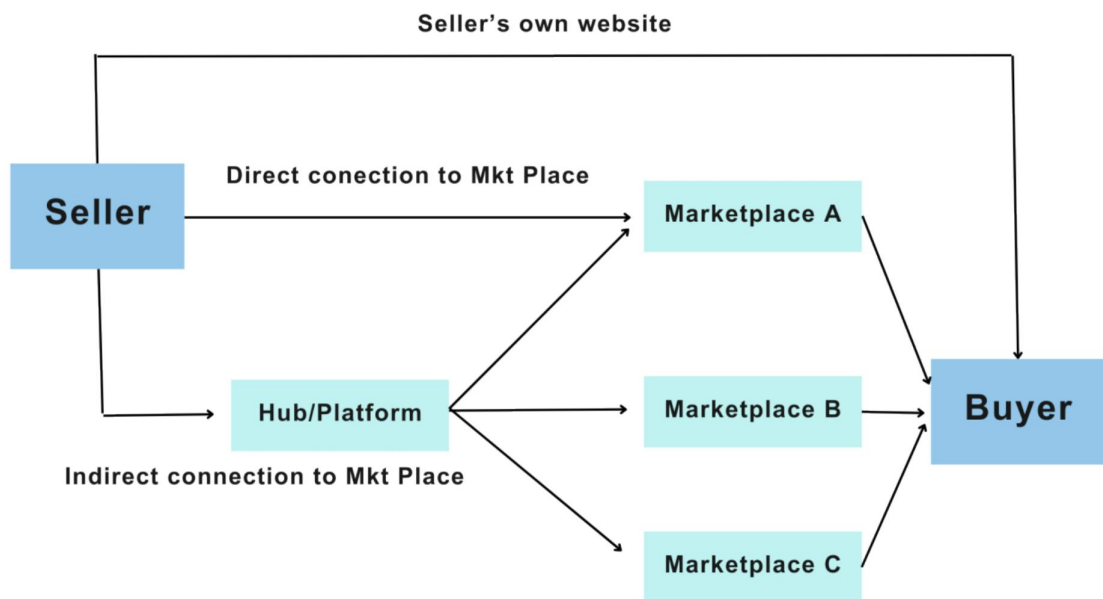 Seller’s own website
Direct conection to Mkt Place
Seller
Marketplace A
Hub/Platform
Marketplace B
Buyer
Indirect connection to Mkt Place
Marketplace C